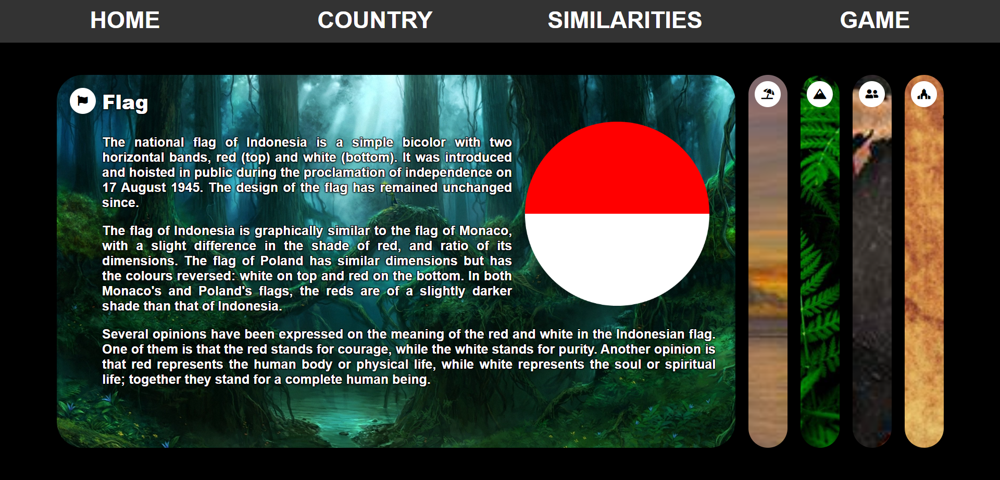 HOME COUNTRY SIMILARITIES GAME
Flag
The national flag of Indonesia is a simple bicolor with two
horizontal bands, red (top) and white (bottom). It was introduced
and hoisted in public during the proclamation of independence on
17 August 1945. The design of the flag has remained unchanged
since.
The flag of Indonesia is graphically similar to the flag of Monaco,
with a slight difference in the shade of red, and ratio of its
dimensions. The flag of Poland has similar dimensions but has
the colours reversed: white on top and red on the bottom. In both
Monaco's and Poland's flags, the reds are of a slightly darker
shade than that of Indonesia.
Several opinions have been expressed on the meaning of the red and white in the Indonesian flag.
One of them is that the red stands for courage, while the white stands for purity. Another opinion is
that red represents the human body or physical life, while white represents the soul or spiritual
life; together they stand for a complete human being.